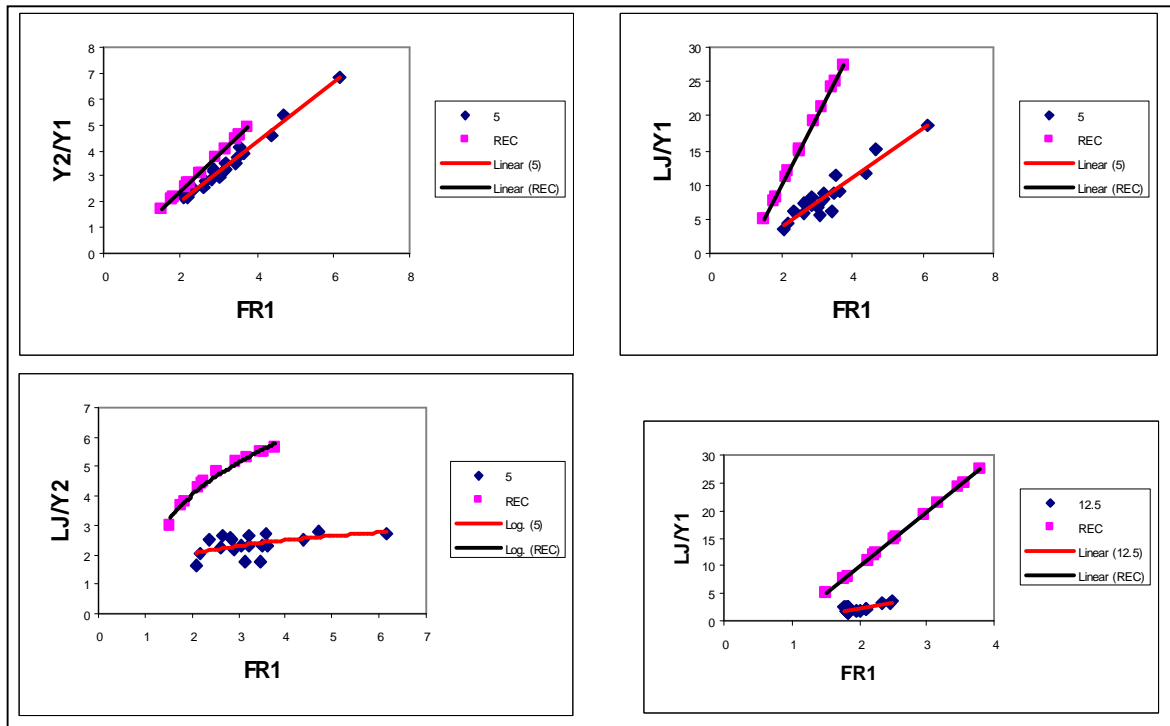 8
7
6
5
4
3
2
1
0
Y2/Y1
0 2 4 6 8
FR1
5
REC
Linear (5)
Linear (REC)
30
25
20
15
10
5
0
LJ/Y1
0 2 4 6 8
FR1
5
REC
Linear (5)
Linear (REC)
7
6
5
4
3
2
1
0
LJ/Y2
0 1 2 3 4 5 6 7
FR1
5
REC
Log. (5)
Log. (REC)
30
25
20
15
10
5
0
LJ/Y1
0 1 2 3 4
FR1
12.5
REC
Linear (12.5)
Linear (REC)